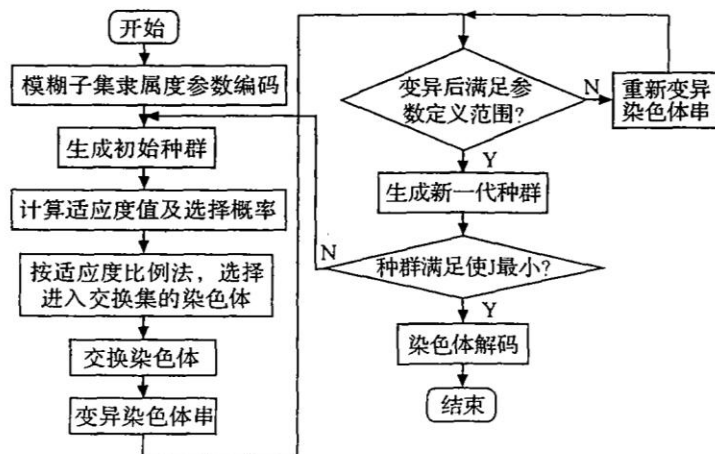 开始
模糊子集隶属度参数编码
生成初始种群
计算适应度值及选择概率
按适应度比例法，选择
进入交换集的染色体
交换染色体
变异染色体串
变异后满足参
数定义范围?
N
重新变异
染色体串
Y
生成新一代种群
N
种群满足使J最小?
Y
染色体解码
结束